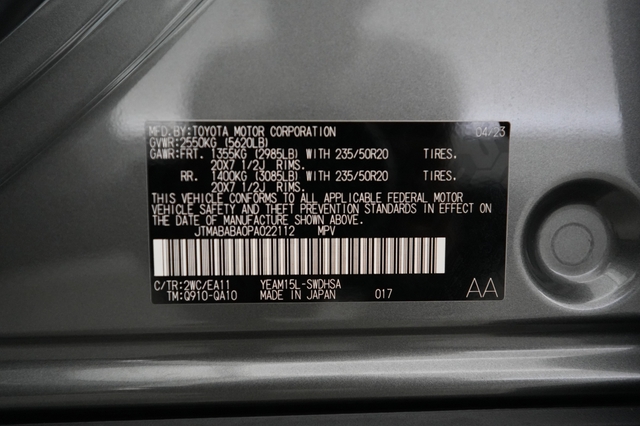 MFD.BY:TOYOTA MOTOR CORPORATION 04/23
GVWR:2550KG (5620LB)
GAWR:FRT. 1355KG (2985LB) WITH 235/50R20 TIRES.
20X7 1/2J RIMS.
RR. 1400KG (3085LB) WITH 235/50R20 TIRES.
20X7 1/2J RIMS.
THIS VEHICLE CONFORMS TO ALL APPLICABLE FEDERAL MOTOR
VEHICLE SAFETY AND THEFT PREVENTION STANDARDS IN EFFECT ON
THE DATE OF MANUFACTURE SHOWN ABOVE.
JTMABABA0PA022112 MPV
C/TR:2WC/EA11 YEAM15L-SWDHSA
TM:Q910-QA10 MADE IN JAPAN 017 AA